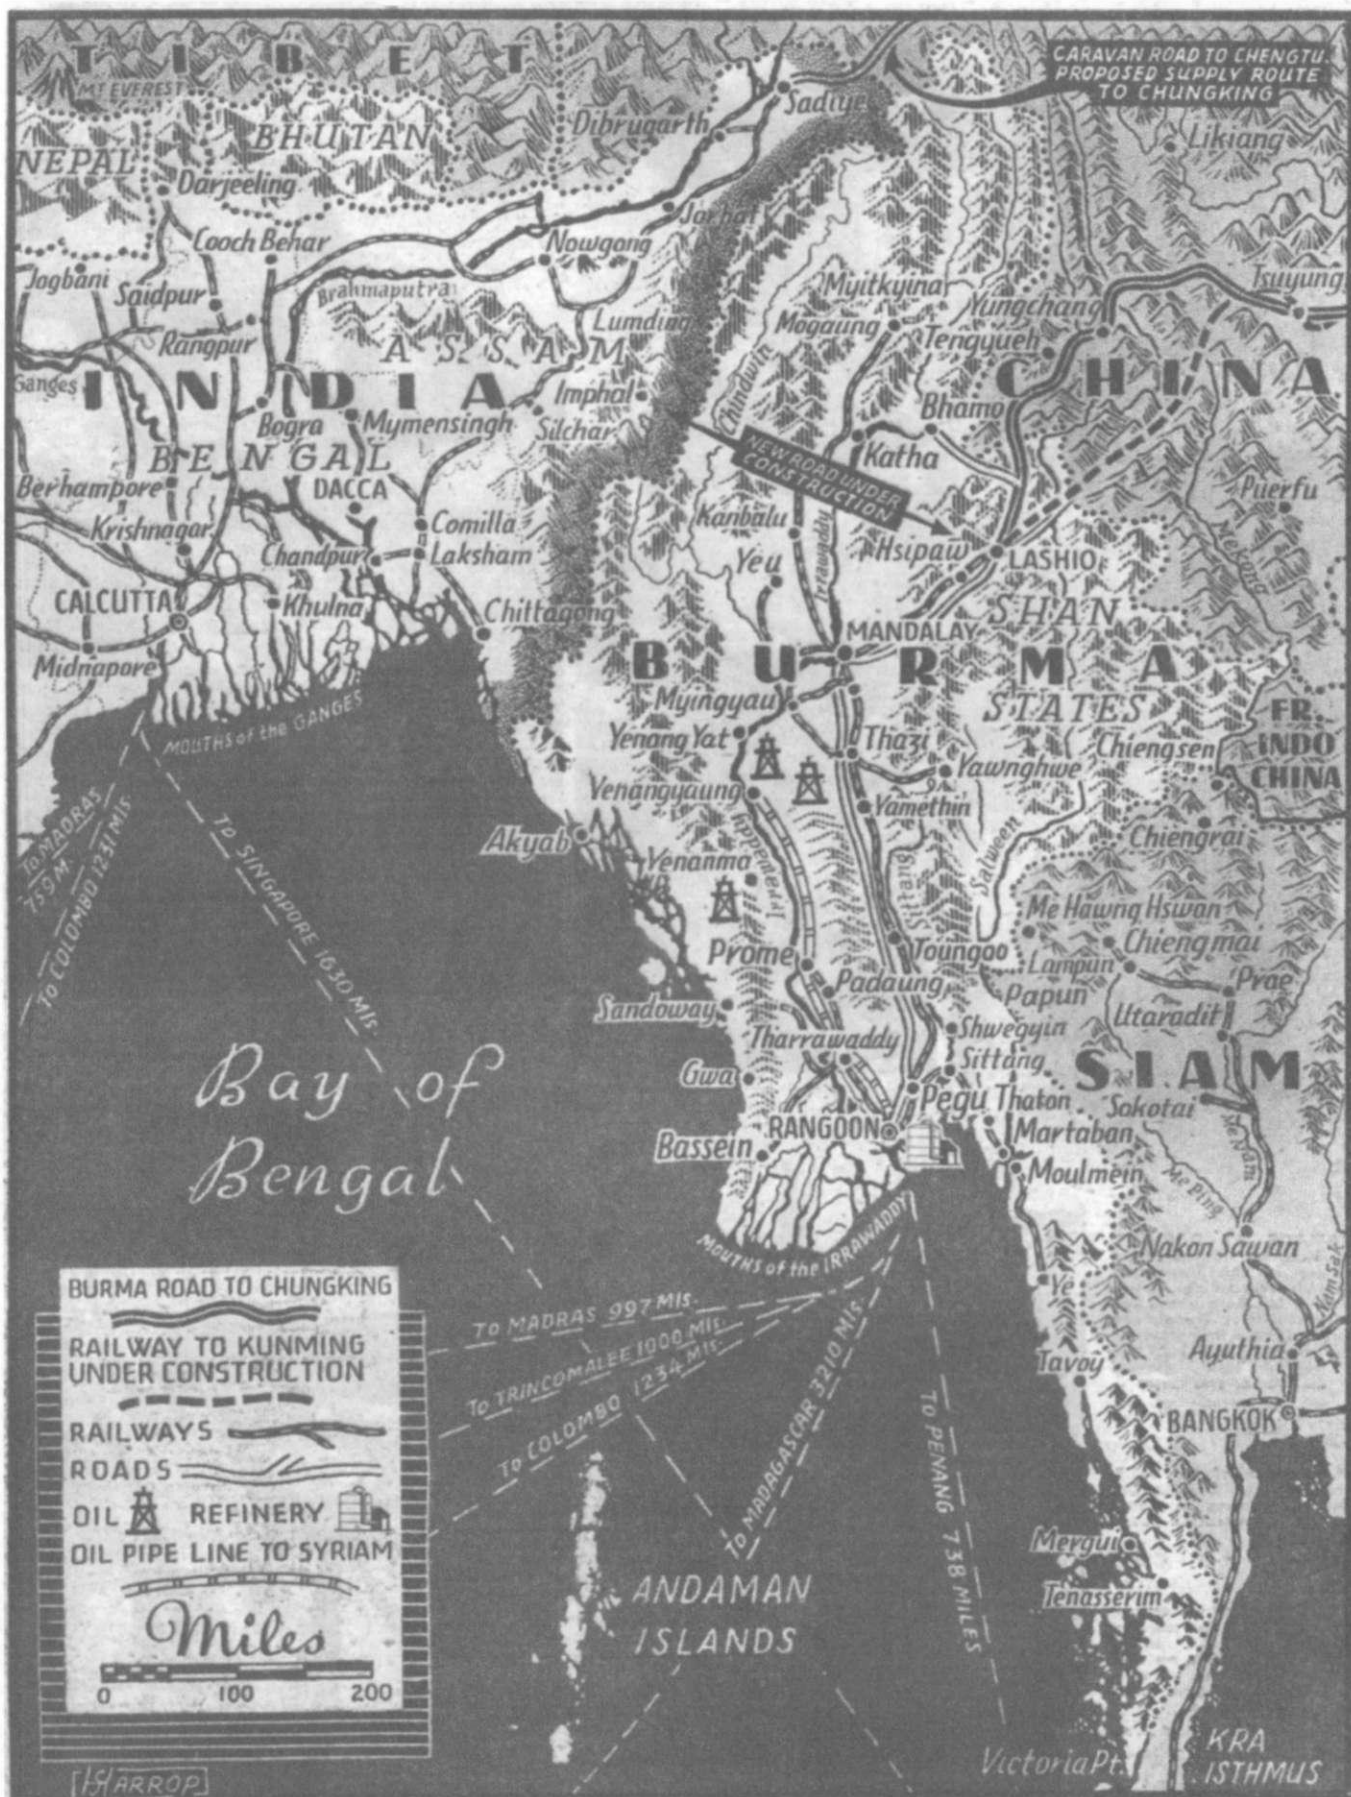 CARAVAN ROAD TO CHENGTU.
PROPOSED SUPPLY ROUTE
TO CHUNGKING
TIBET
MT EVEREST
Sadiye
BHUTAN
Dibrugarth
Likiang
NEPAL
Darjeeling
Jorhat
Cooch Behar
Nowgong
Jogbani
Saidpur
Brahmaputra
Myitkyina
Yungchang
Tsuyung
Rangpur
Lumding
Mogaung
Tengyueh
ASSAM
Ganges
INDIA
CHINA
Imphal
Chindwin
Bhamo
Bogra
Mymensingh
Silchar
BENGAL
NEW ROAD UNDER
CONSTRUCTION
Katha
Berhampore
DACCA
Puerfu
Krishnagar
Comilla
Kanbalu
Irrawaddy
Mekong
Chandpur
Laksham
Yeu
Hsipaw
LASHIO
CALCUTTA
Khulna
Chittagong
SHAN
MANDALAY
Midnapore
BURMA
Myingyau
STATES
FR.
INDO
CHINA
MOUTHS of the GANGES
Yenang Yat
Thazi
Chiengsen
Yawnghwe
Yenangyaung
Yamethin
TO MADRAS
759 M.
TO COLOMBO 1231 MIs
TO SINGAPORE 1630 MIs
Akyab
Irrawaddy
Chiengrai
Yenanma
Sittang
Salween
Me Hawng Hswan
Prome
Toungoo
Chiengmai
Lampun
Padaung
Papun
Prae
Sandoway
Utaradit
Shwegyin
Tharrawaddy
Sittang
Bay of
Bengal
Gwa
SIAM
Pegu
Thaton
Sokotai
RANGOON
Martaban
Bassein
Moulmein
Me Ping
MOUTHS of the IRRAWADDY
Nakon Sawan
BURMA ROAD TO CHUNGKING
Ye
Nam Sak
RAILWAY TO KUNMING
UNDER CONSTRUCTION
TO MADRAS 997 MIs.
TO TRINCOMALEE 1000 MIs.
TO COLOMBO 1234 MIs.
TO MADAGASCAR 3210 MIs.
TO PENANG 738 MILES
Ayuthia
Tavoy
RAILWAYS
BANGKOK
ROADS
OIL
REFINERY
OIL PIPE LINE TO SYRIAM
Mergui
ANDAMAN
ISLANDS
Tenasserim
Miles
0 100 200
Victoria Pt.
KRA
ISTHMUS
HARROP